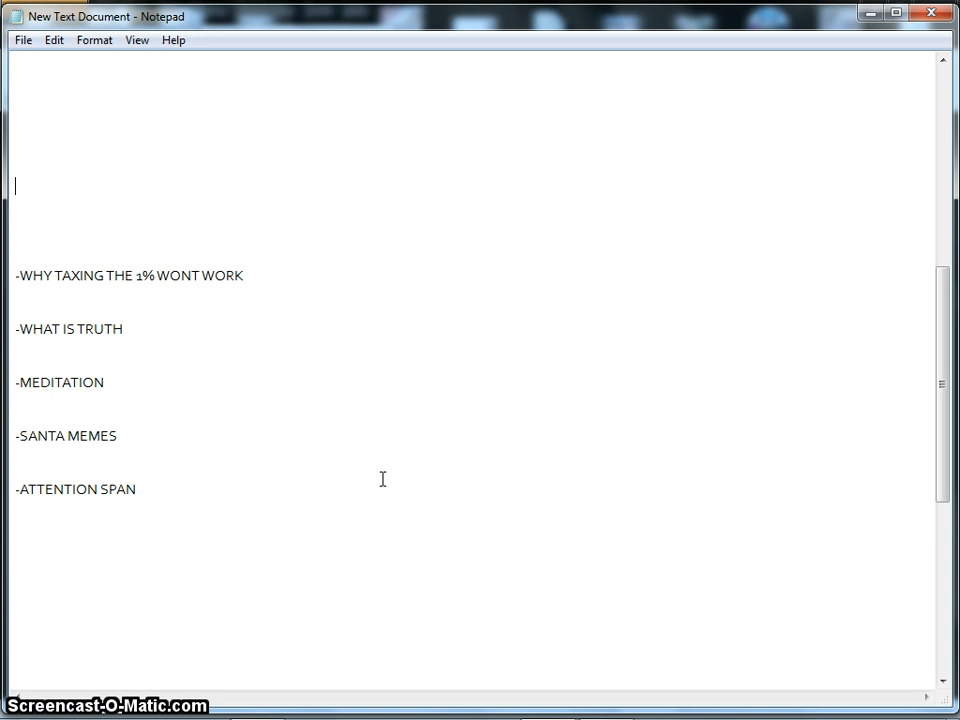 New Text Document - Notepad
File Edit Format View Help
-WHY TAXING THE 1% WONT WORK
-WHAT IS TRUTH
-MEDITATION
-SANTA MEMES
-ATTENTION SPAN
Screencast-O-Matic.com